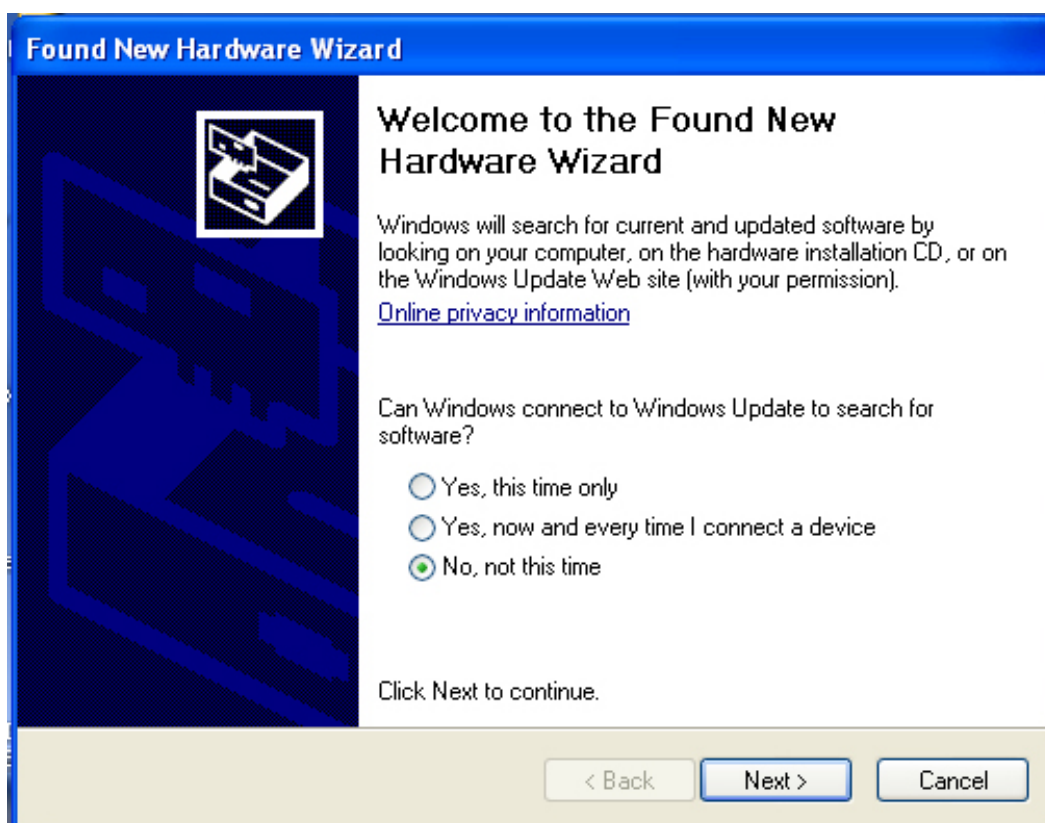 Found New Hardware Wizard
Welcome to the Found New
Hardware Wizard
Windows will search for current and updated software by
looking on your computer, on the hardware installation CD, or on
the Windows Update Web site (with your permission).
Online privacy information
Can Windows connect to Windows Update to search for
software?
Yes, this time only
Yes, now and every time I connect a device
No, not this time
Click Next to continue.
< Back
Next >
Cancel